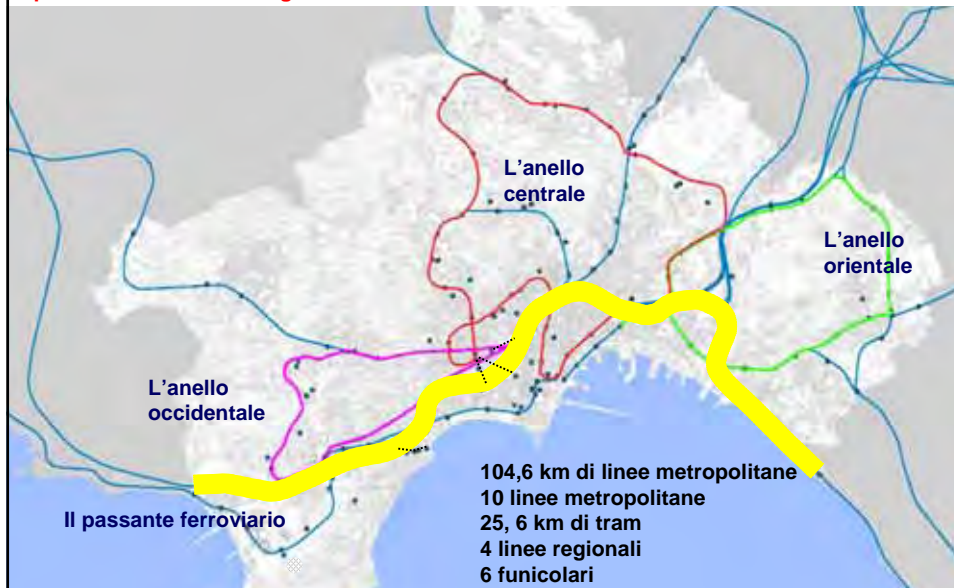 L'anello
centrale
L'anello
orientale
L'anello
occidentale
Il passante ferroviario
104,6 km di linee metropolitane
10 linee metropolitane
25, 6 km di tram
4 linee regionali
6 funicolari